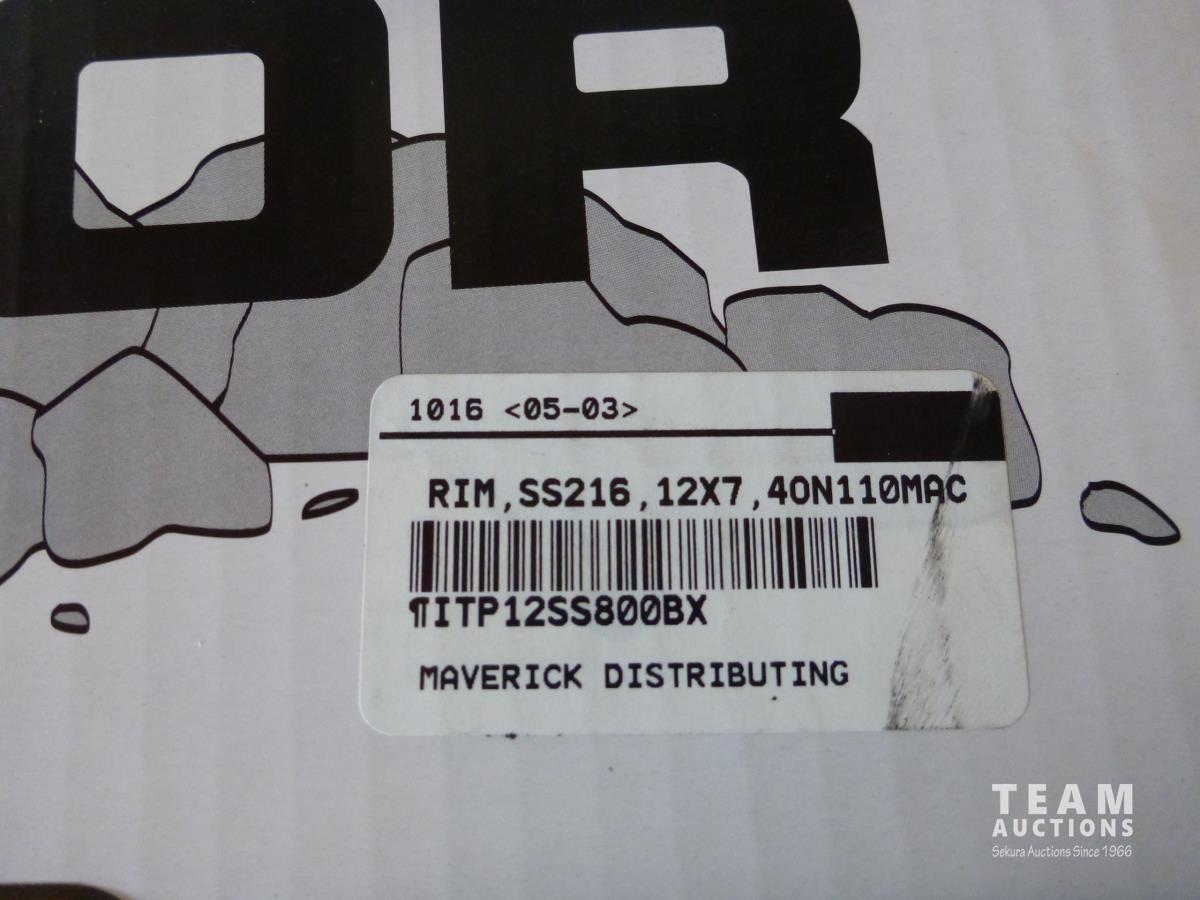 OR
1016 <05-03>
RIM,SS216,12X7,4ON110MAC
¶ITP12SS800BX
MAVERICK DISTRIBUTING
TEAM
AUCTIONS
Sekura Auctions Since 1966